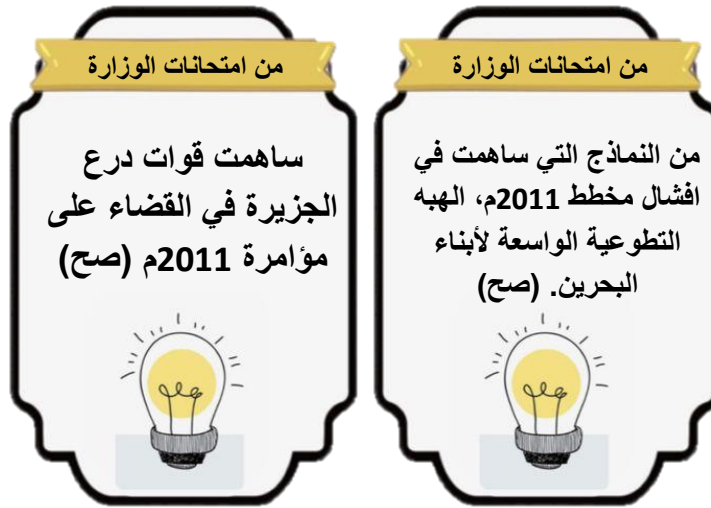 من امتحانات الوزارة
من النماذج التي ساهمت في
افشال مخطط 2011م، الهبه
التطوعية الواسعة لأبناء
البحرين. (صح)
من امتحانات الوزارة
ساهمت قوات درع
الجزيرة في القضاء على
مؤامرة 2011م (صح)